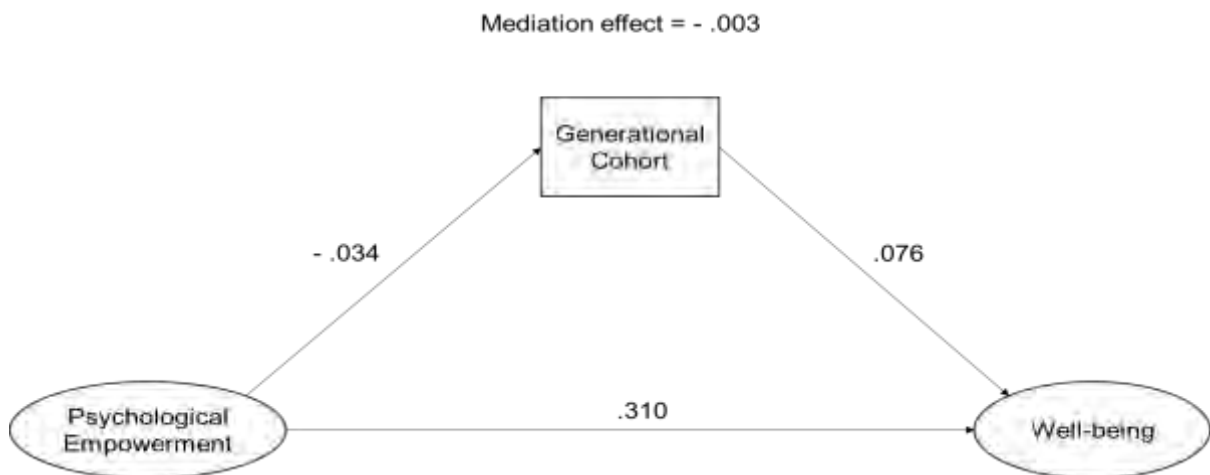 Mediation effect = - .003
Generational
Cohort
- .034
.076
Psychological
Empowerment
.310
Well-being